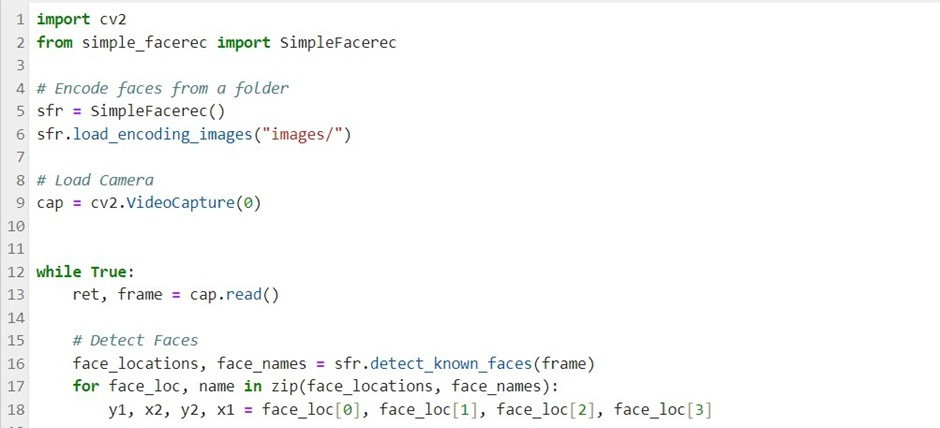 1 import cv2
2 from simple_facerec import SimpleFacerec
3
4 # Encode faces from a folder
5 sfr = SimpleFacerec()
6 sfr.load_encoding_images("images/")
7
8 # Load Camera
9 cap = cv2.VideoCapture(0)
10
11
12 while True:
13     ret, frame = cap.read()
14
15     # Detect Faces
16     face_locations, face_names = sfr.detect_known_faces(frame)
17     for face_loc, name in zip(face_locations, face_names):
18         y1, x2, y2, x1 = face_loc[0], face_loc[1], face_loc[2], face_loc[3]